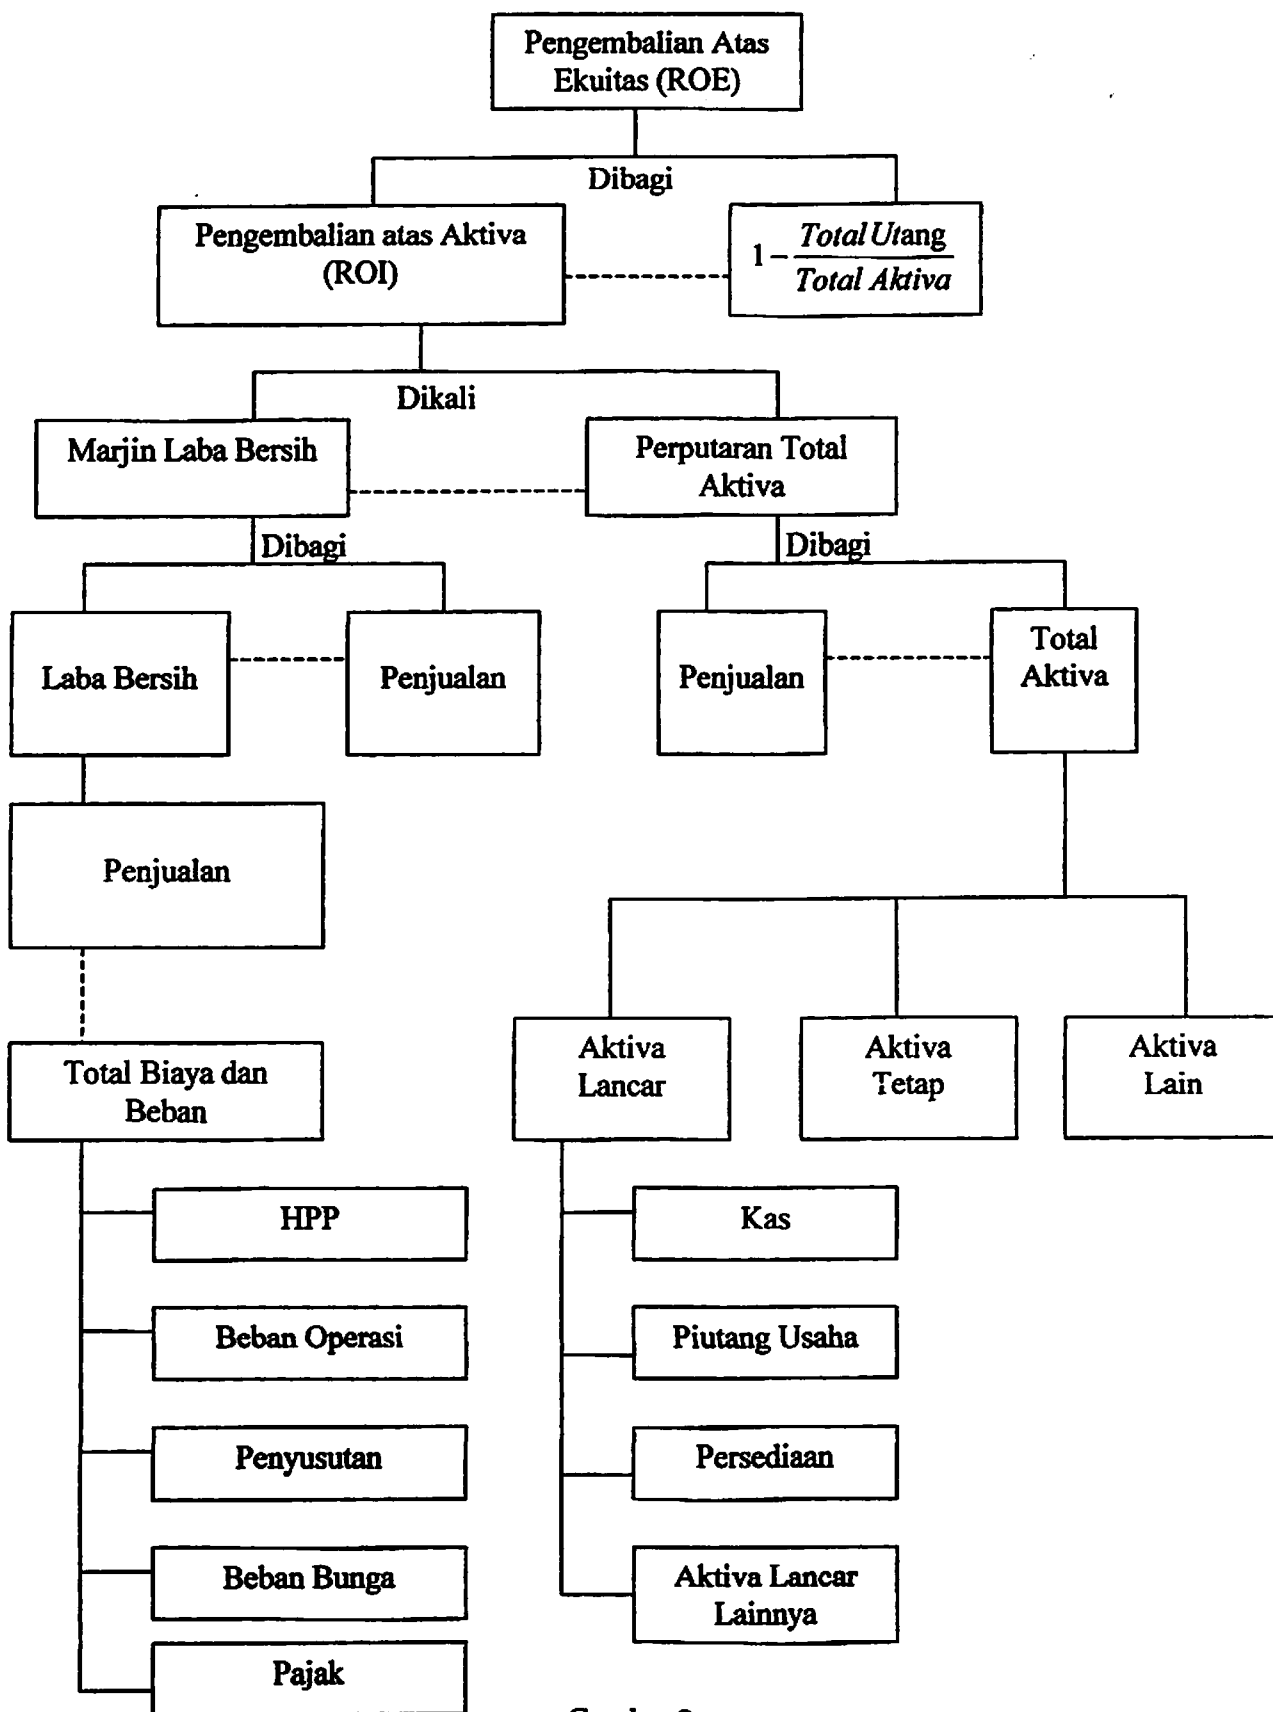 Pengembalian Atas
Ekuitas (ROE)
Dibagi
Pengembalian atas Aktiva
(ROI)
1 - Total Utang / Total Aktiva
Dikali
Marjin Laba Bersih
Perputaran Total
Aktiva
Dibagi
Dibagi
Laba Bersih
Penjualan
Penjualan
Total
Aktiva
Penjualan
Aktiva
Lancar
Aktiva
Tetap
Aktiva
Lain
Total Biaya dan
Beban
HPP
Kas
Beban Operasi
Piutang Usaha
Penyusutan
Persediaan
Beban Bunga
Aktiva Lancar
Lainnya
Pajak